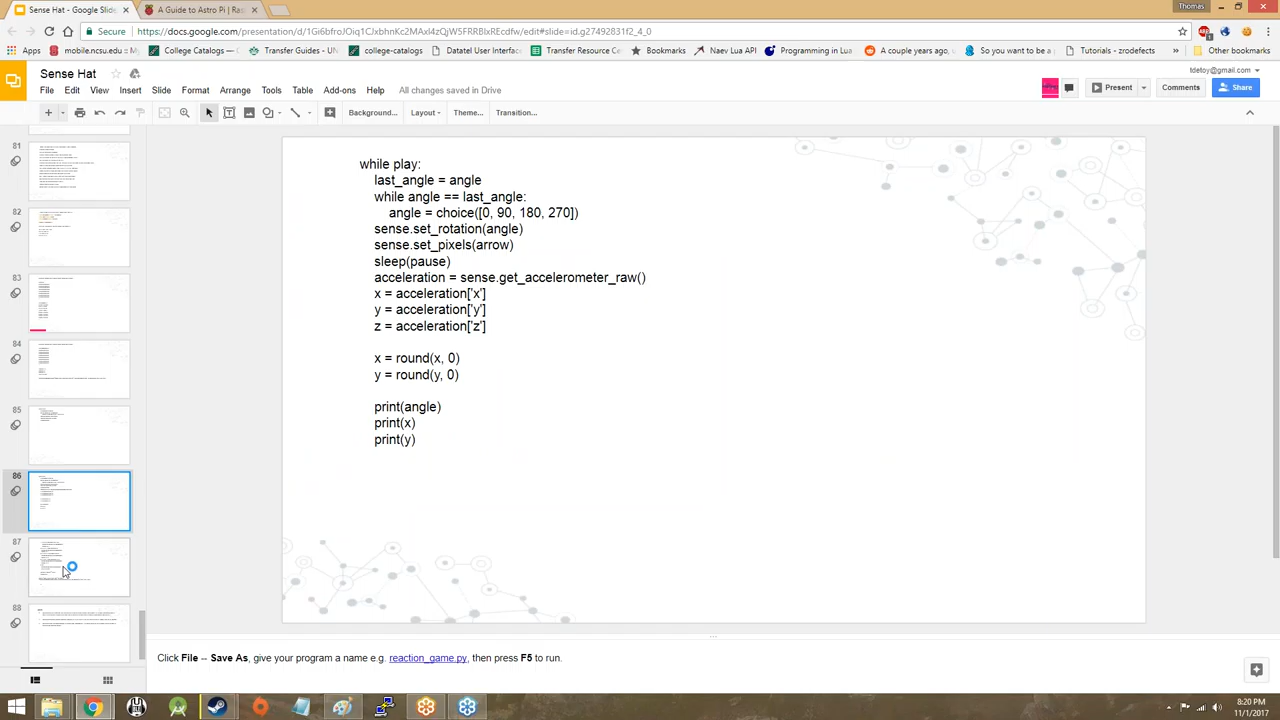 Sense Hat - Google Slide
A Guide to Astro Pi | Ras
Thomas
Secure
https://docs.google.com/presentation/d/1Gi6bfroJOiq1CJxbhnKc2MAxl4zQjW5FRRBlxREcdfw/edit#slide=id.g27492831f2_4_0
Apps
mobile.ncsu.edu
College Catalogs
Transfer Guides - UN
college-catalogs
Datatel UserInterface
Transfer Resource Ce
Bookmarks
Naev Lua API
Programming in Lua
A couple years ago,
So you want to be a
Tutorials - zrodefects
Other bookmarks
Sense Hat
tdetoy@gmail.com
File Edit View Insert Slide Format Arrange Tools Table Add-ons Help
All changes saved in Drive
Present
Comments
Share
Background...
Layout
Theme...
Transition...
81
82
83
84
85
86
87
88
while play:
last_angle = angle
while angle == last_angle:
angle = choice([0, 90, 180, 270])
sense.set_rotation(angle)
sense.set_pixels(arrow)
sleep(pause)
acceleration = sense.get_accelerometer_raw()
x = acceleration['x']
y = acceleration['y']
z = acceleration['z']
x = round(x, 0)
y = round(y, 0)
print(angle)
print(x)
print(y)
Click File -- Save As, give your program a name e.g. reaction_game.py, then press F5 to run.
8:20 PM
11/1/2017